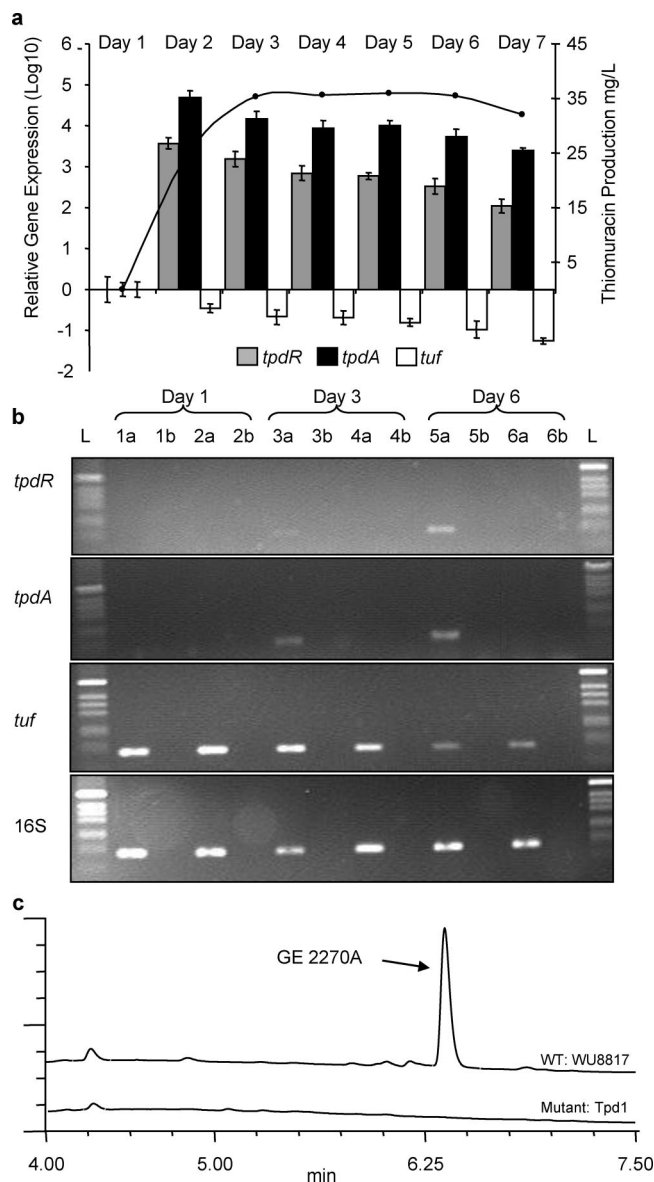 a
6
Day 1 Day 2 Day 3 Day 4 Day 5 Day 6 Day 7
45
5
4
3
2
1
0
-1
-2
35
25
15
5
Relative Gene Expression (Log10)
Thiomuracin Production mg/L
tpdR tpdA tuf
b
Day 1 Day 3 Day 6
L 1a 1b 2a 2b 3a 3b 4a 4b 5a 5b 6a 6b L
tpdR
tpdA
tuf
16S
c
GE 2270A
WT: WU8817
Mutant: Tpd1
4.00 5.00 6.25 7.50
min